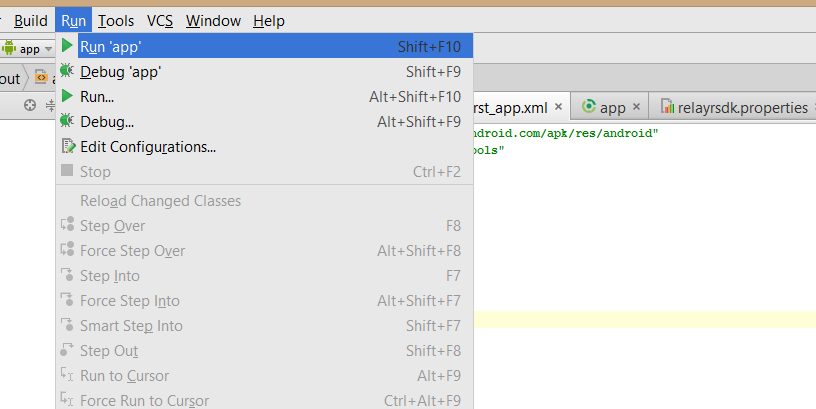 Build Run Tools VCS Window Help
app
Run 'app' Shift+F10
out
Debug 'app' Shift+F9
Run... Alt+Shift+F10
rst_app.xml app relayrsdk.properties
Debug... Alt+Shift+F9
ndroid.com/apk/res/android"
Edit Configurations...
ools"
Stop Ctrl+F2
Reload Changed Classes
Step Over F8
Force Step Over Alt+Shift+F8
Step Into F7
Force Step Into Alt+Shift+F7
Smart Step Into Shift+F7
Step Out Shift+F8
Run to Cursor Alt+F9
Force Run to Cursor Ctrl+Alt+F9